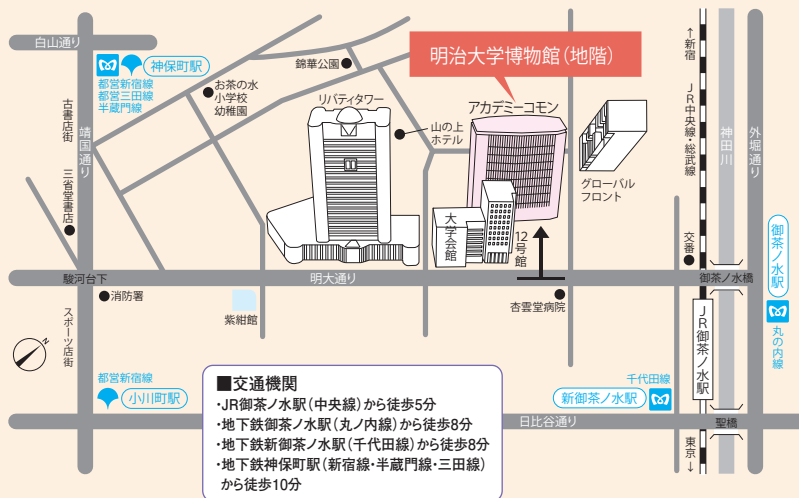 白山通り
神保町駅
都営新宿線
都営三田線
半蔵門線
古書店街
靖国通り
三省堂書店
駿河台下
スポーツ店街
消防署
N
都営新宿線
小川町駅
お茶の水
小学校
幼稚園
錦華公園
リバティタワー
山の上
ホテル
明治大学博物館(地階)
アカデミーコモン
グローバル
フロント
大学会館
12号館
明大通り
紫紺館
杏雲堂病院
交番
↑新宿
JR中央線・総武線
神田川
外堀通り
御茶ノ水駅
丸の内線
御茶ノ水橋
JR御茶ノ水駅
千代田線
新御茶ノ水駅
日比谷通り
聖橋
東京↓
■交通機関
・JR御茶ノ水駅(中央線)から徒歩5分
・地下鉄御茶ノ水駅(丸ノ内線)から徒歩8分
・地下鉄新御茶ノ水駅(千代田線)から徒歩8分
・地下鉄神保町駅(新宿線・半蔵門線・三田線)
から徒歩10分